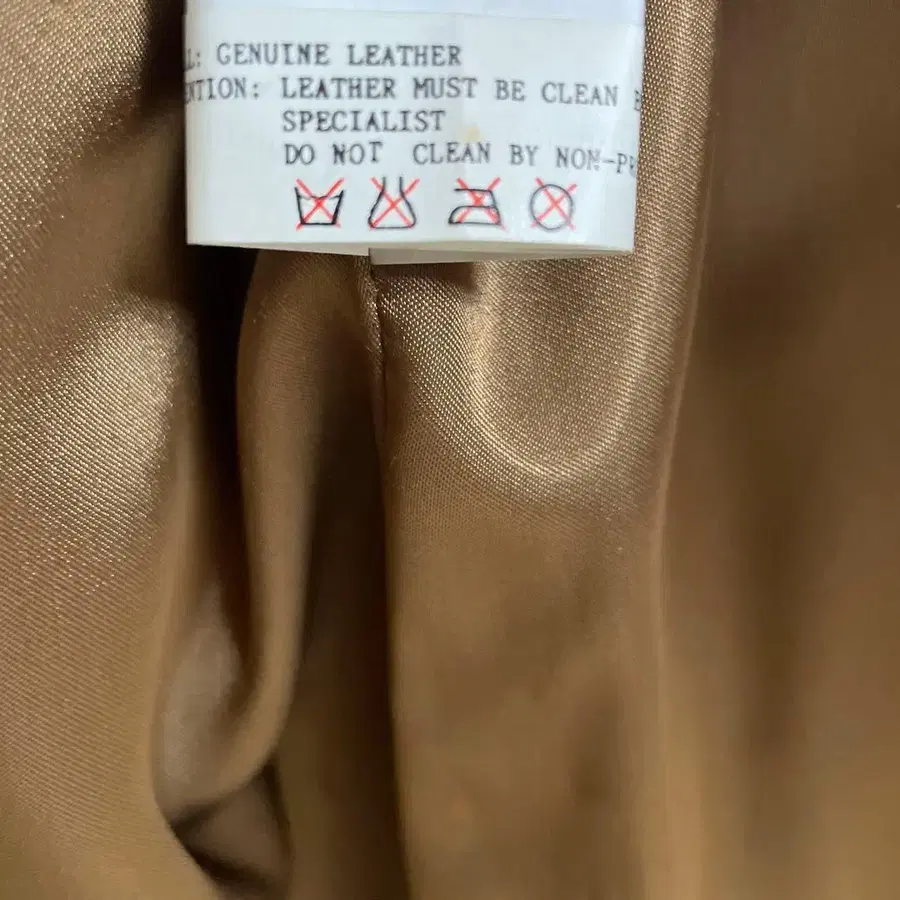 L: GENUINE LEATHER
NTION: LEATHER MUST BE CLEAN
SPECIALIST
DO NOT CLEAN BY NON-P